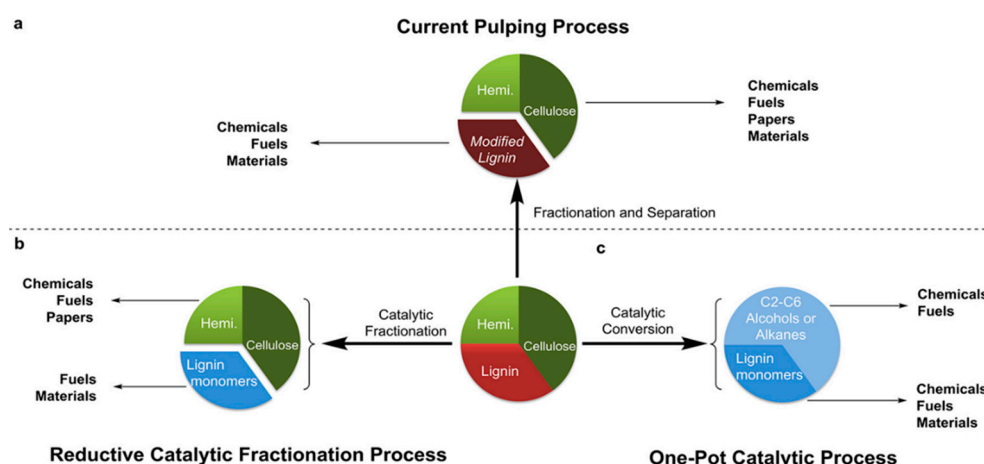 a
Current Pulping Process
Hemi.
Cellulose
Modified
Lignin
Chemicals
Fuels
Materials
Chemicals
Fuels
Papers
Materials
Fractionation and Separation
b
Chemicals
Fuels
Papers
Fuels
Materials
Hemi.
Cellulose
Lignin
monomers
Catalytic
Fractionation
Hemi.
Cellulose
Lignin
Catalytic
Conversion
c
C2-C6
Alcohols or
Alkanes
Lignin
monomers
Chemicals
Fuels
Chemicals
Fuels
Materials
Reductive Catalytic Fractionation Process
One-Pot Catalytic Process